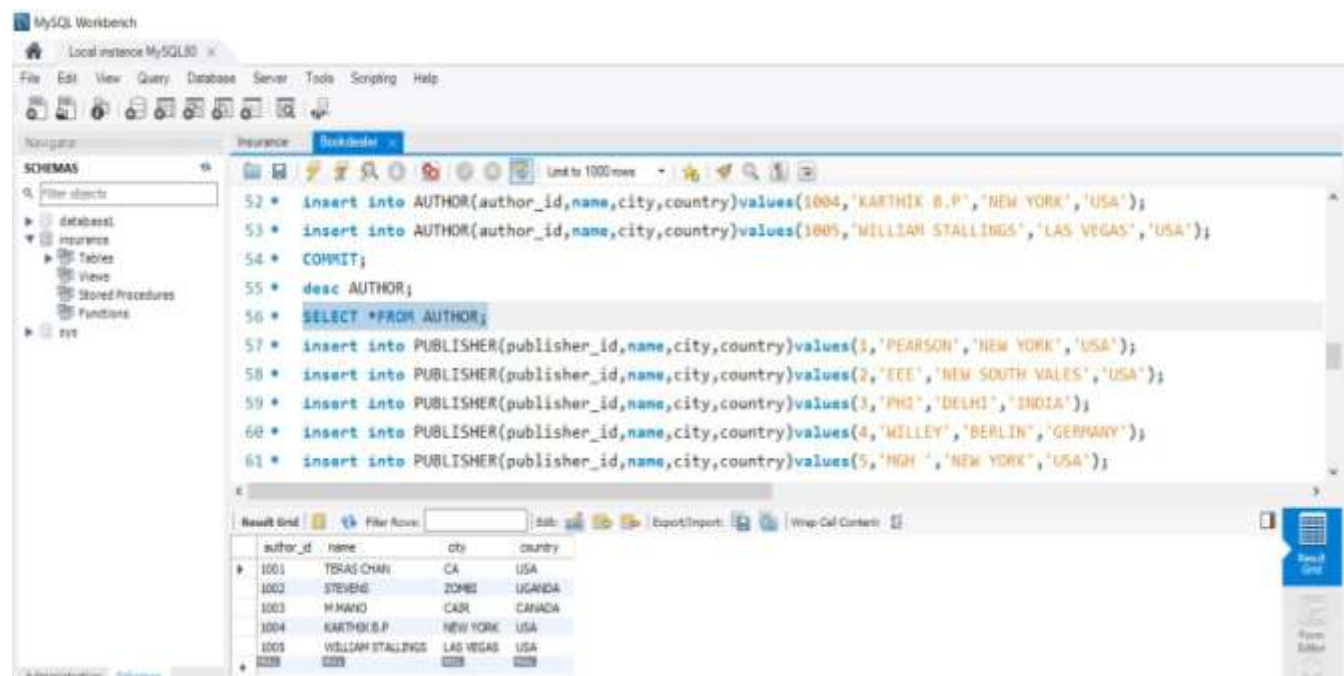 MySQL Workbench
Local instance MySQL80
File Edit View Query Database Server Tools Scripting Help
Navigator
Insurance Bookdealer
SCHEMAS
Filter objects
Limit to 1000 rows
database1
insurance
Tables
Views
Stored Procedures
Functions
sys
52 insert into AUTHOR(author_id,name,city,country)values(1004,'KARTHIK B.P','NEW YORK','USA');
53 insert into AUTHOR(author_id,name,city,country)values(1005,'WILLIAM STALLINGS','LAS VEGAS','USA');
54 COMMIT;
55 desc AUTHOR;
56 SELECT *FROM AUTHOR;
57 insert into PUBLISHER(publisher_id,name,city,country)values(1,'PEARSON','NEW YORK','USA');
58 insert into PUBLISHER(publisher_id,name,city,country)values(2,'EEE','NEW SOUTH VALES','USA');
59 insert into PUBLISHER(publisher_id,name,city,country)values(3,'PHI','DELHI','INDIA');
60 insert into PUBLISHER(publisher_id,name,city,country)values(4,'WILLEY','BERLIN','GERMANY');
61 insert into PUBLISHER(publisher_id,name,city,country)values(5,'MGH ','NEW YORK','USA');
Result Grid Filter Rows: Edit: Export/Import: Wrap Cell Content:
author_id name city country
1001 TERAS CHAN CA USA
1002 STEVENS ZOMBI UGANDA
1003 M MANO CAIR CANADA
1004 KARTHIK B.P NEW YORK USA
1005 WILLIAM STALLINGS LAS VEGAS USA
NULL NULL NULL NULL
Result Grid
Form Editor